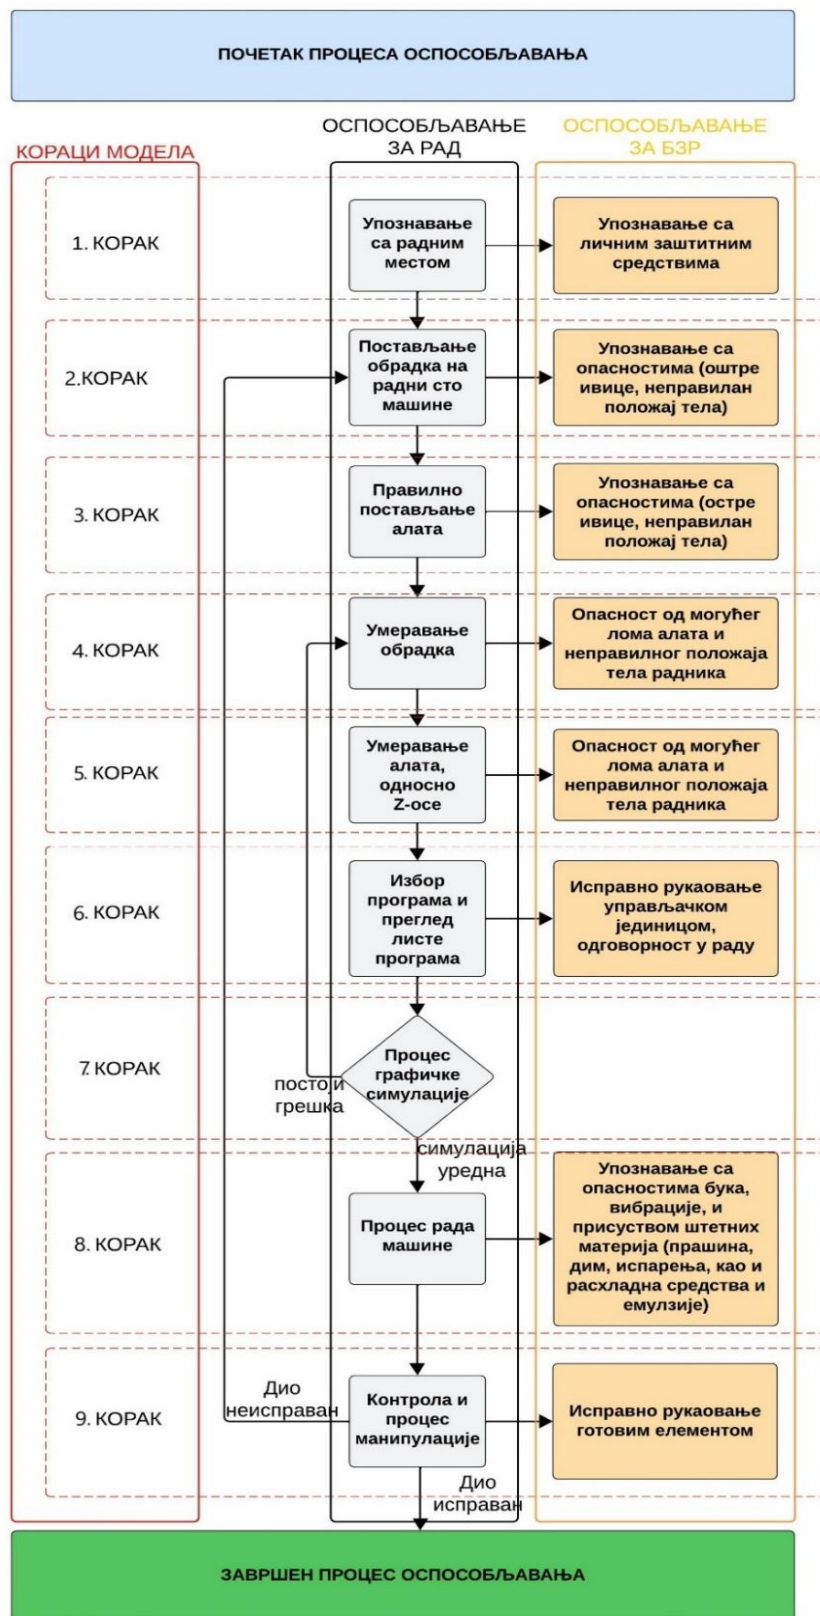 ПОЧЕТАК ПРОЦЕСА ОСПОСОБЉАВАЊА
КОРАЦИ МОДЕЛА
ОСПОСОБЉАВАЊЕ
ЗА РАД
ОСПОСОБЉАВАЊЕ
ЗА БЗР
1. КОРАК
Упознавање
са радним
местом
Упознавање са
личним заштитним
средствима
2.КОРАК
Постављање
обрадка на
радни сто
машине
Упознавање са
опасностима (оштре
ивице, неправилан
положај тела)
3. КОРАК
Правилно
постављање
алата
Упознавање са
опасностима (остре
ивице, неправилан
положај тела)
4. КОРАК
Умеравање
обрадка
Опасност од могућег
лома алата и
неправилног положаја
тела радника
5. КОРАК
Умеравање
алата,
односно
Z-осе
Опасност од могућег
лома алата и
неправилног положаја
тела радника
6. КОРАК
Избор
програма и
преглед
листе
програма
Исправно рукаовање
управљачком
јединицом,
одговорност у раду
7. КОРАК
Процес
графичке
симулације
постоји
грешка
симулација
уредна
8. КОРАК
Процес рада
машине
Упознавање са
опасностима бука,
вибрације, и
присуством штетних
материја (прашина,
дим, испарења, као и
расхладна средства и
емулзије)
9. КОРАК
Дио
неисправан
Контрола и
процес
манипулације
Исправно рукаовање
готовим елементом
Дио
исправан
ЗАВРШЕН ПРОЦЕС ОСПОСОБЉАВАЊА